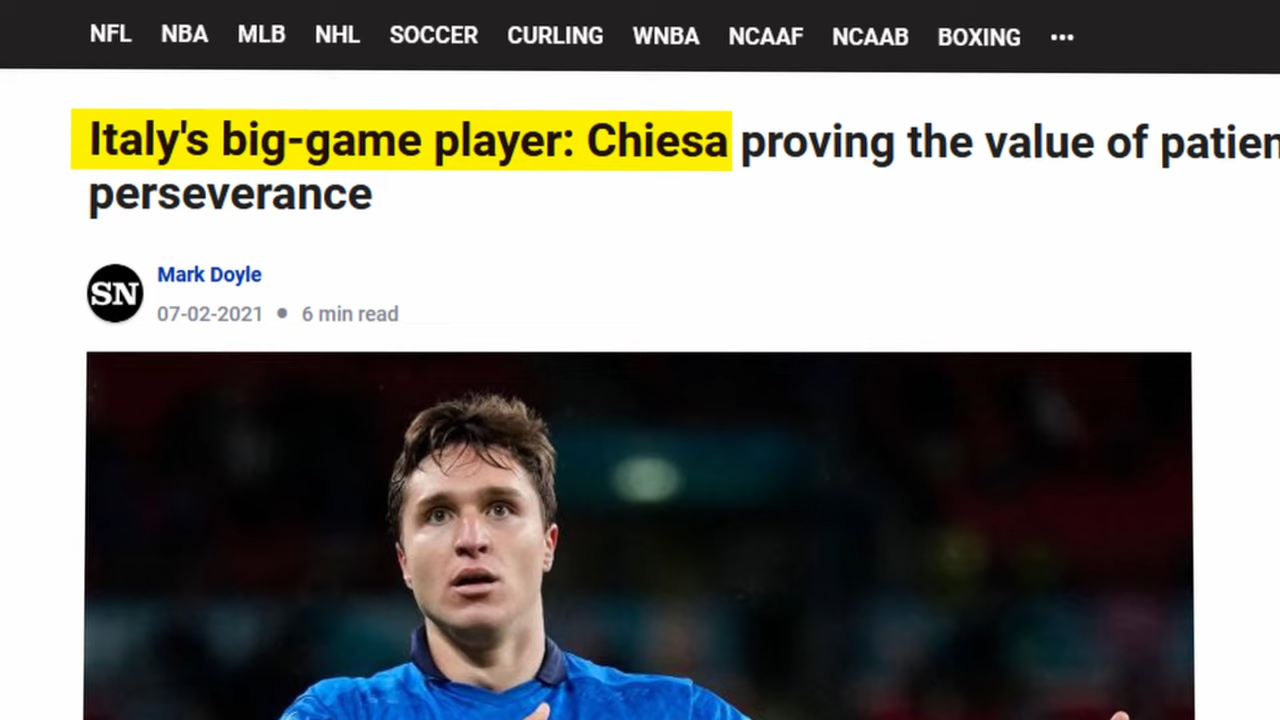 NFL NBA MLB NHL SOCCER CURLING WNBA NCAAF NCAAB BOXING •••
Italy's big-game player: Chiesa proving the value of patien
perseverance
Mark Doyle
SN
07-02-2021 • 6 min read